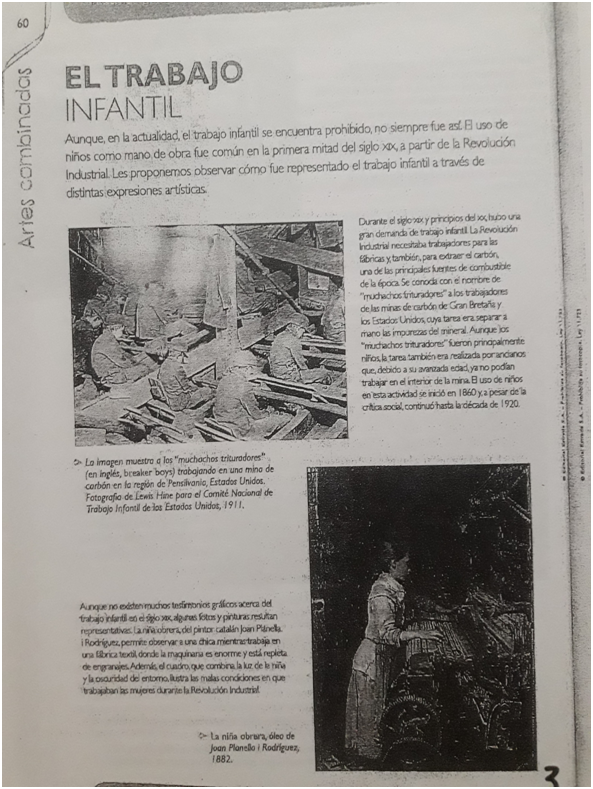 60
Artes combinadas
EL TRABAJO
INFANTIL
Aunque, en la actualidad, el trabajo infantil se encuentra prohibido, no siempre fue así. El uso de
niños como mano de obra fue común en la primera mitad del siglo XIX, a partir de la Revolución
Industrial. Les proponemos observar cómo fue representado el trabajo infantil a través de
distintas expresiones artísticas.
Durante el siglo XIX y principios del XX, hubo una
gran demanda de trabajo infantil. La Revolución
Industrial necesitaba trabajadores para las
fábricas y, también, para extraer el carbón,
una de las principales fuentes de combustible
de la época. Se conocía con el nombre de
"muchachos trituradores" a los trabajadores
de las minas de carbón de Gran Bretaña y
los Estados Unidos, cuya tarea era separar a
mano las impurezas del mineral. Aunque los
"muchachos trituradores" fueron principalmente
niños, la tarea también era realizada por ancianos
que, debido a su avanzada edad, ya no podían
trabajar en el interior de la mina. El uso de niños
en esta actividad se inició en 1860 y, a pesar de la
crítica social, continuó hasta la década de 1920.
La imagen muestra a los "muchachos trituradores"
(en inglés, breaker boys) trabajando en una mina de
carbón en la región de Pensilvania, Estados Unidos.
Fotografía de Lewis Hine para el Comité Nacional de
Trabajo Infantil de los Estados Unidos, 1911.
Aunque no existen muchos testimonios gráficos acerca del
trabajo infantil en el siglo XIX, algunas fotos y pinturas resultan
representativas. La niña obrera, del pintor catalán Joan Planella
i Rodríguez, permite observar a una chica mientras trabaja en
una fábrica textil, donde la maquinaria es enorme y está repleta
de engranajes. Además, el cuadro, que combina la luz de la niña
y la oscuridad del entorno, ilustra las malas condiciones en que
trabajaban las mujeres durante la Revolución Industrial.
La niña obrera, óleo de
Joan Planella i Rodríguez,
1882.
3